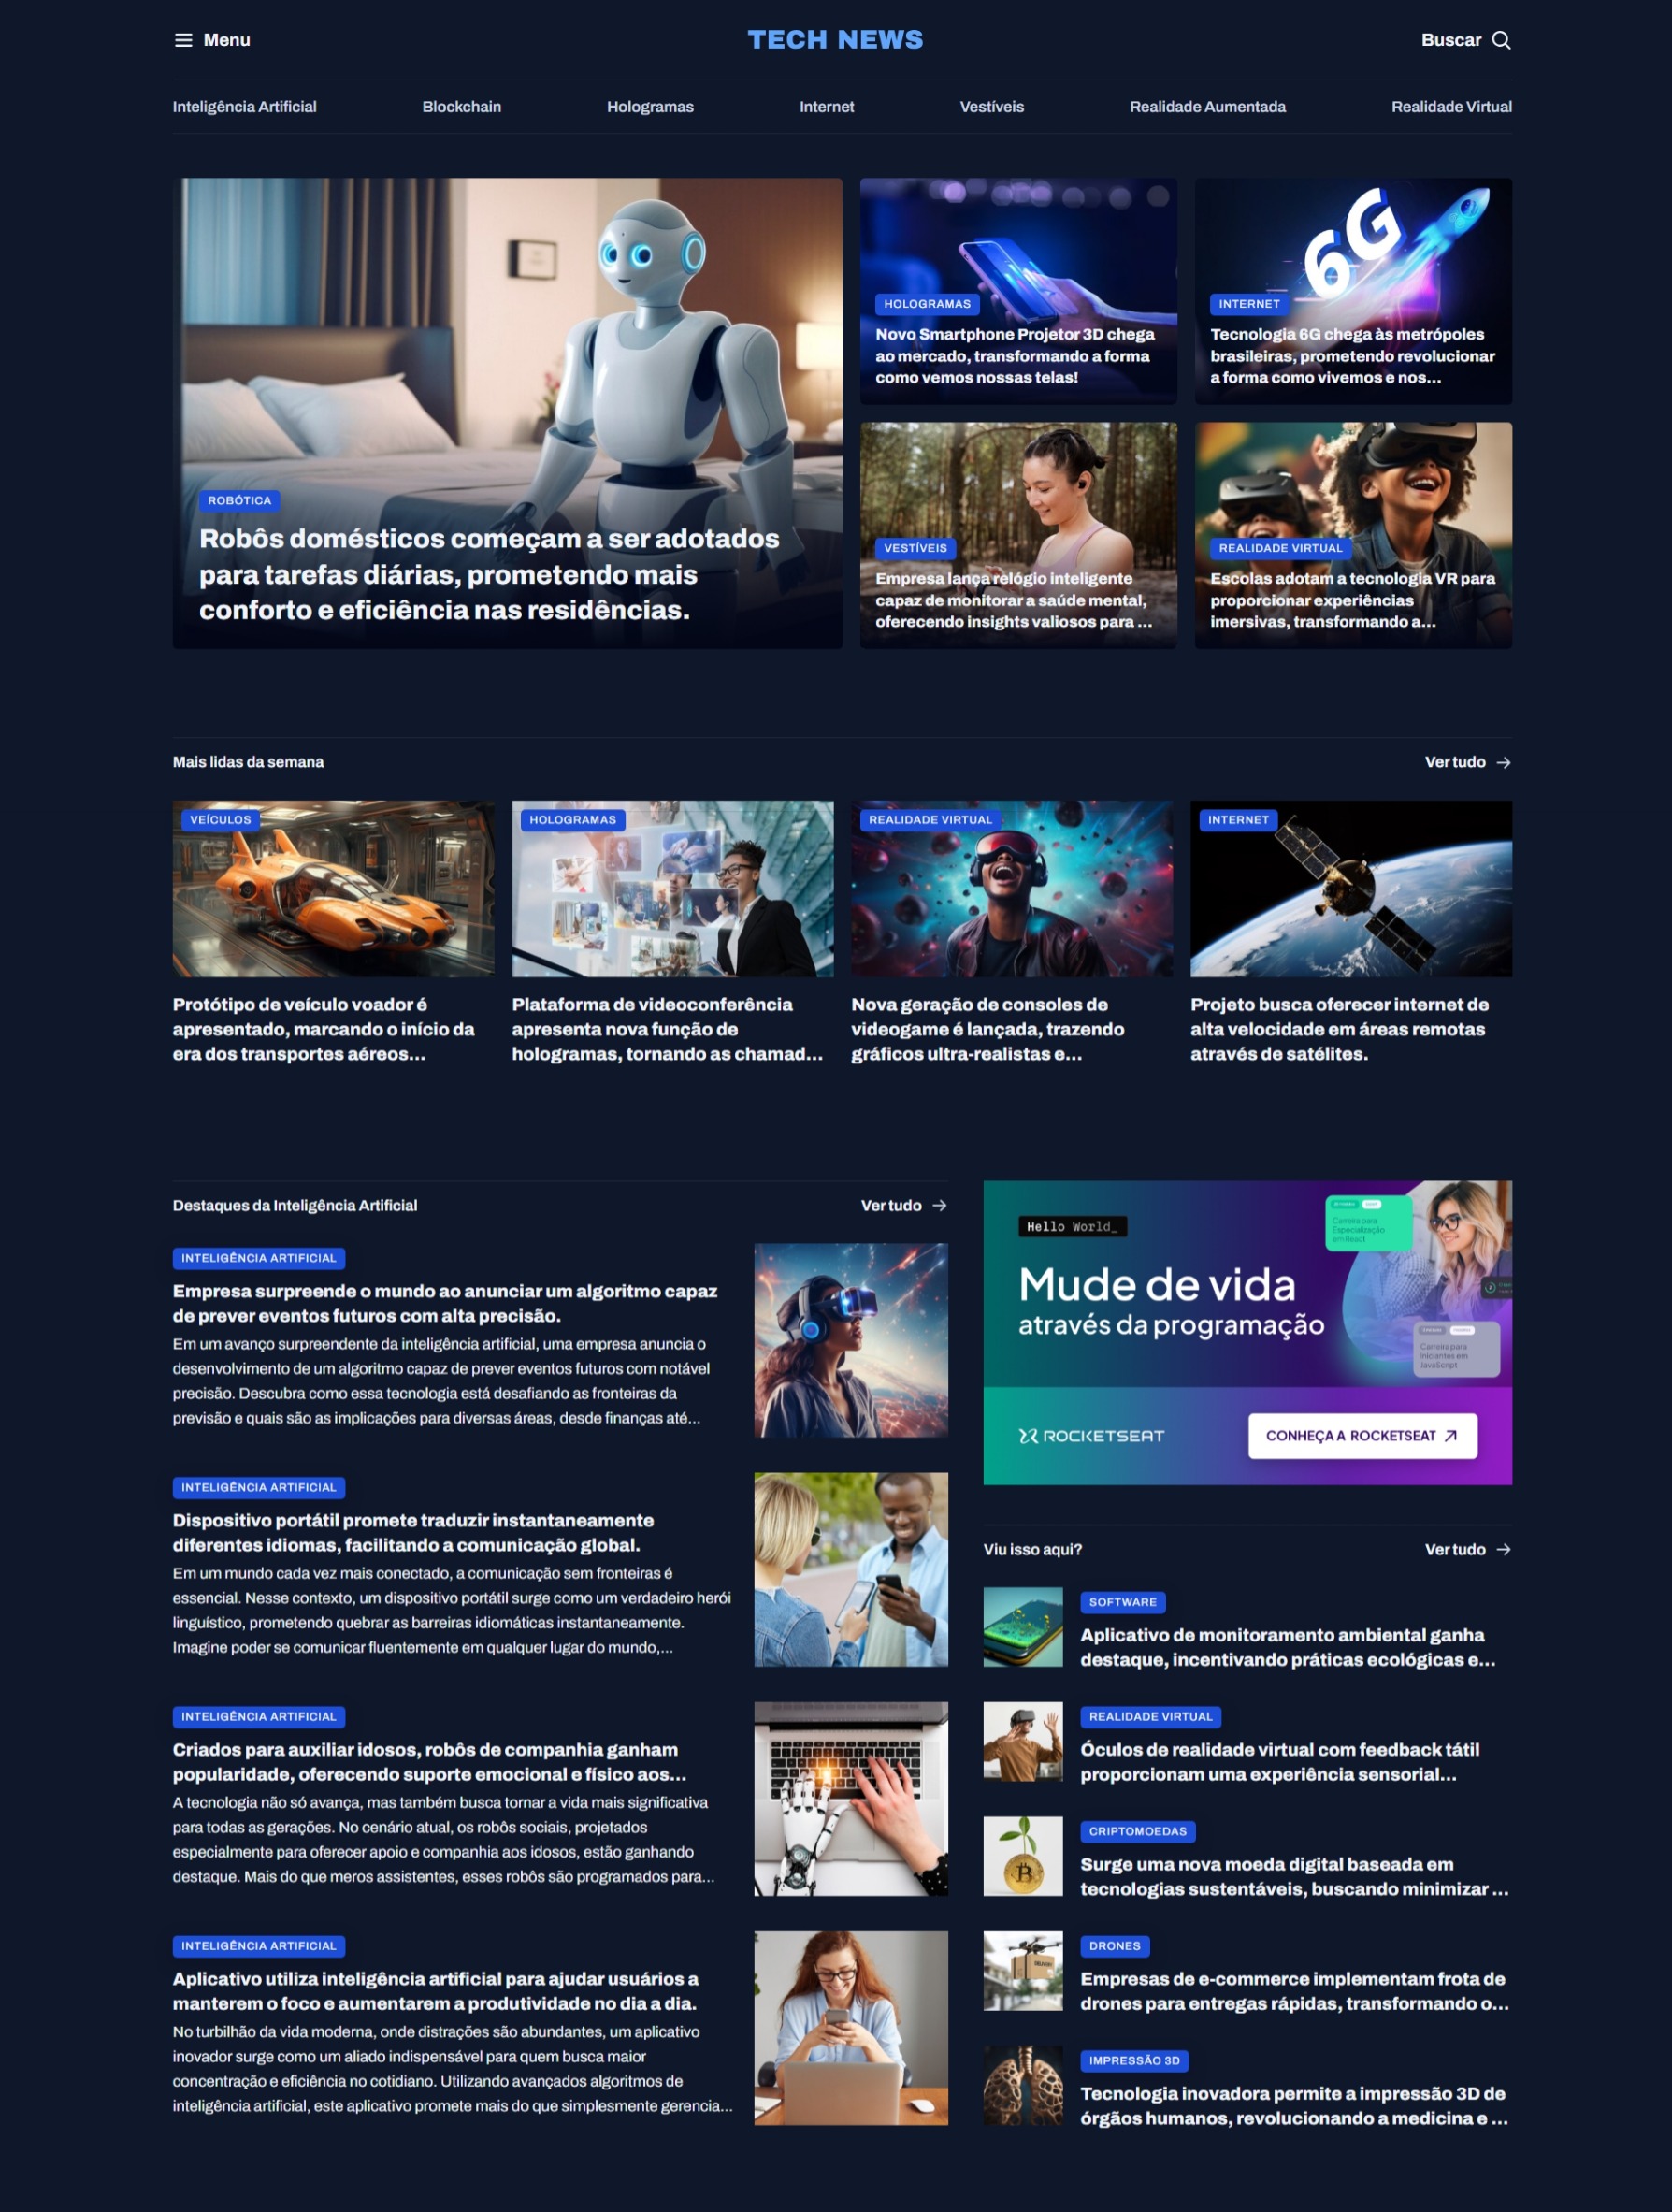 Menu
TECH NEWS
Buscar
Inteligência Artificial
Blockchain
Hologramas
Internet
Vestíveis
Realidade Aumentada
Realidade Virtual
ROBÓTICA
Robôs domésticos começam a ser adotados
para tarefas diárias, prometendo mais
conforto e eficiência nas residências.
HOLOGRAMAS
Novo Smartphone Projetor 3D chega
ao mercado, transformando a forma
como vemos nossas telas!
6G
INTERNET
Tecnologia 6G chega às metrópoles
brasileiras, prometendo revolucionar
a forma como vivemos e nos...
VESTÍVEIS
Empresa lança relógio inteligente
capaz de monitorar a saúde mental,
oferecendo insights valiosos para ...
REALIDADE VIRTUAL
Escolas adotam a tecnologia VR para
proporcionar experiências
imersivas, transformando a...
Mais lidas da semana
Ver tudo
VEÍCULOS
Protótipo de veículo voador é
apresentado, marcando o início da
era dos transportes aéreos...
HOLOGRAMAS
Plataforma de videoconferência
apresenta nova função de
hologramas, tornando as chamad...
REALIDADE VIRTUAL
Nova geração de consoles de
videogame é lançada, trazendo
gráficos ultra-realistas e...
INTERNET
Projeto busca oferecer internet de
alta velocidade em áreas remotas
através de satélites.
Destaques da Inteligência Artificial
Ver tudo
INTELIGÊNCIA ARTIFICIAL
Empresa surpreende o mundo ao anunciar um algoritmo capaz
de prever eventos futuros com alta precisão.
Em um avanço surpreendente da inteligência artificial, uma empresa anuncia o
desenvolvimento de um algoritmo capaz de prever eventos futuros com notável
precisão. Descubra como essa tecnologia está desafiando as fronteiras da
previsão e quais são as implicações para diversas áreas, desde finanças até...
INTELIGÊNCIA ARTIFICIAL
Dispositivo portátil promete traduzir instantaneamente
diferentes idiomas, facilitando a comunicação global.
Em um mundo cada vez mais conectado, a comunicação sem fronteiras é
essencial. Nesse contexto, um dispositivo portátil surge como um verdadeiro herói
linguístico, prometendo quebrar as barreiras idiomáticas instantaneamente.
Imagine poder se comunicar fluentemente em qualquer lugar do mundo,...
INTELIGÊNCIA ARTIFICIAL
Criados para auxiliar idosos, robôs de companhia ganham
popularidade, oferecendo suporte emocional e físico aos...
A tecnologia não só avança, mas também busca tornar a vida mais significativa
para todas as gerações. No cenário atual, os robôs sociais, projetados
especialmente para oferecer apoio e companhia aos idosos, estão ganhando
destaque. Mais do que meros assistentes, esses robôs são programados para...
INTELIGÊNCIA ARTIFICIAL
Aplicativo utiliza inteligência artificial para ajudar usuários a
manterem o foco e aumentarem a produtividade no dia a dia.
No turbilhão da vida moderna, onde distrações são abundantes, um aplicativo
inovador surge como um aliado indispensável para quem busca maior
concentração e eficiência no cotidiano. Utilizando avançados algoritmos de
inteligência artificial, este aplicativo promete mais do que simplesmente gerencia...
Hello World_
Mude de vida
através da programação
Carreira para
Especialização
em React
Carreira para
Iniciantes em
JavaScript
ROCKETSEAT
CONHEÇA A ROCKETSEAT
Viu isso aqui?
Ver tudo
SOFTWARE
Aplicativo de monitoramento ambiental ganha
destaque, incentivando práticas ecológicas e...
REALIDADE VIRTUAL
Óculos de realidade virtual com feedback tátil
proporcionam uma experiência sensorial...
CRIPTOMOEDAS
Surge uma nova moeda digital baseada em
tecnologias sustentáveis, buscando minimizar ...
DRONES
Empresas de e-commerce implementam frota de
drones para entregas rápidas, transformando o...
IMPRESSÃO 3D
Tecnologia inovadora permite a impressão 3D de
órgãos humanos, revolucionando a medicina e ...